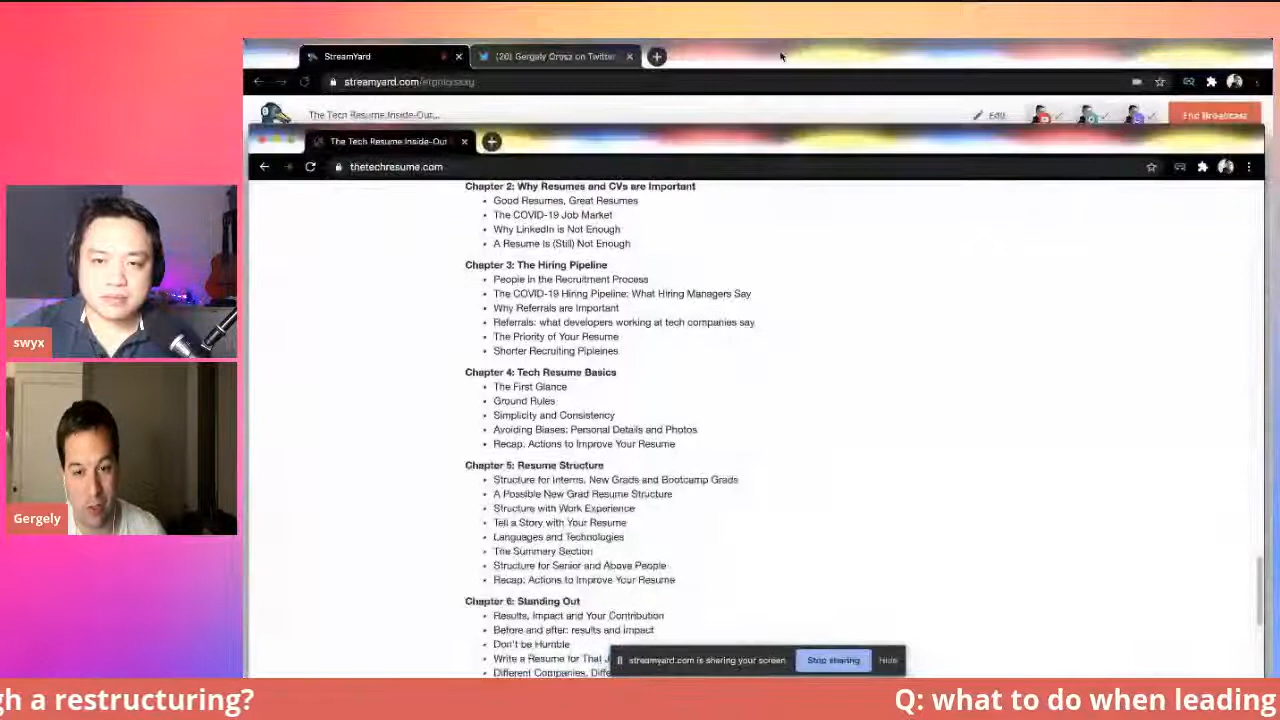 StreamYard
(20) Gergely Orosz on Twitter
streamyard.com
The Tech Resume Inside-Out...
Edit
End Broadcast
The Tech Resume Inside-Out
thetechresume.com
Chapter 2: Why Resumes and CVs are Important
Good Resumes, Great Resumes
The COVID-19 Job Market
Why LinkedIn is Not Enough
A Resume Is (Still) Not Enough
Chapter 3: The Hiring Pipeline
People in the Recruitment Process
The COVID-19 Hiring Pipeline: What Hiring Managers Say
Why Referrals are Important
Referrals: what developers working at tech companies say
The Priority of Your Resume
Shorter Recruiting Pipleines
Chapter 4: Tech Resume Basics
The First Glance
Ground Rules
Simplicity and Consistency
Avoiding Biases: Personal Details and Photos
Recap: Actions to Improve Your Resume
Chapter 5: Resume Structure
Structure for Interns, New Grads and Bootcamp Grads
A Possible New Grad Resume Structure
Structure with Work Experience
Tell a Story with Your Resume
Languages and Technologies
The Summary Section
Structure for Senior and Above People
Recap: Actions to Improve Your Resume
Chapter 6: Standing Out
Results, Impact and Your Contribution
Before and after: results and impact
Don't be Humble
Write a Resume for That J
Different Companies, Diffe
streamyard.com is sharing your screen
Stop sharing
Hide
swyx
Gergely
gh a restructuring?
Q: what to do when leading